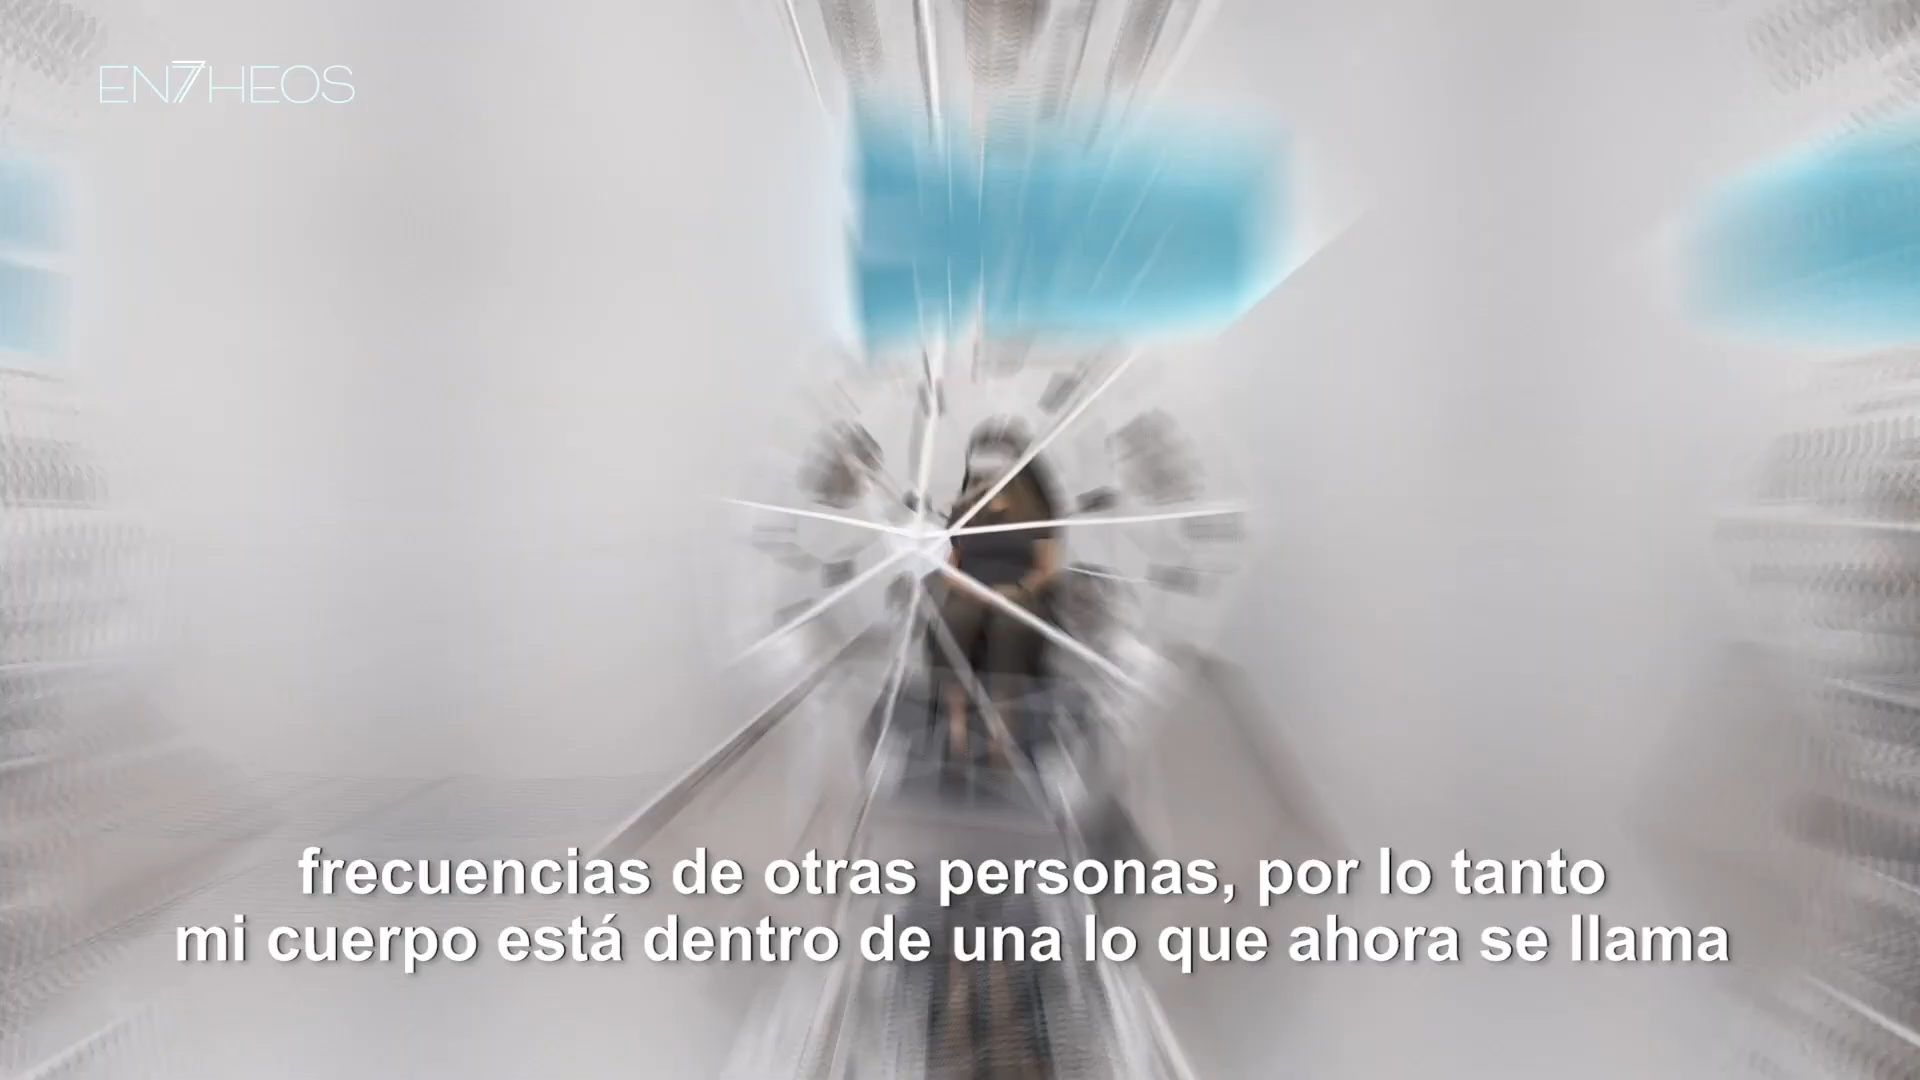 EN7HEOS
frecuencias de otras personas, por lo tanto
mi cuerpo está dentro de una lo que ahora se llama